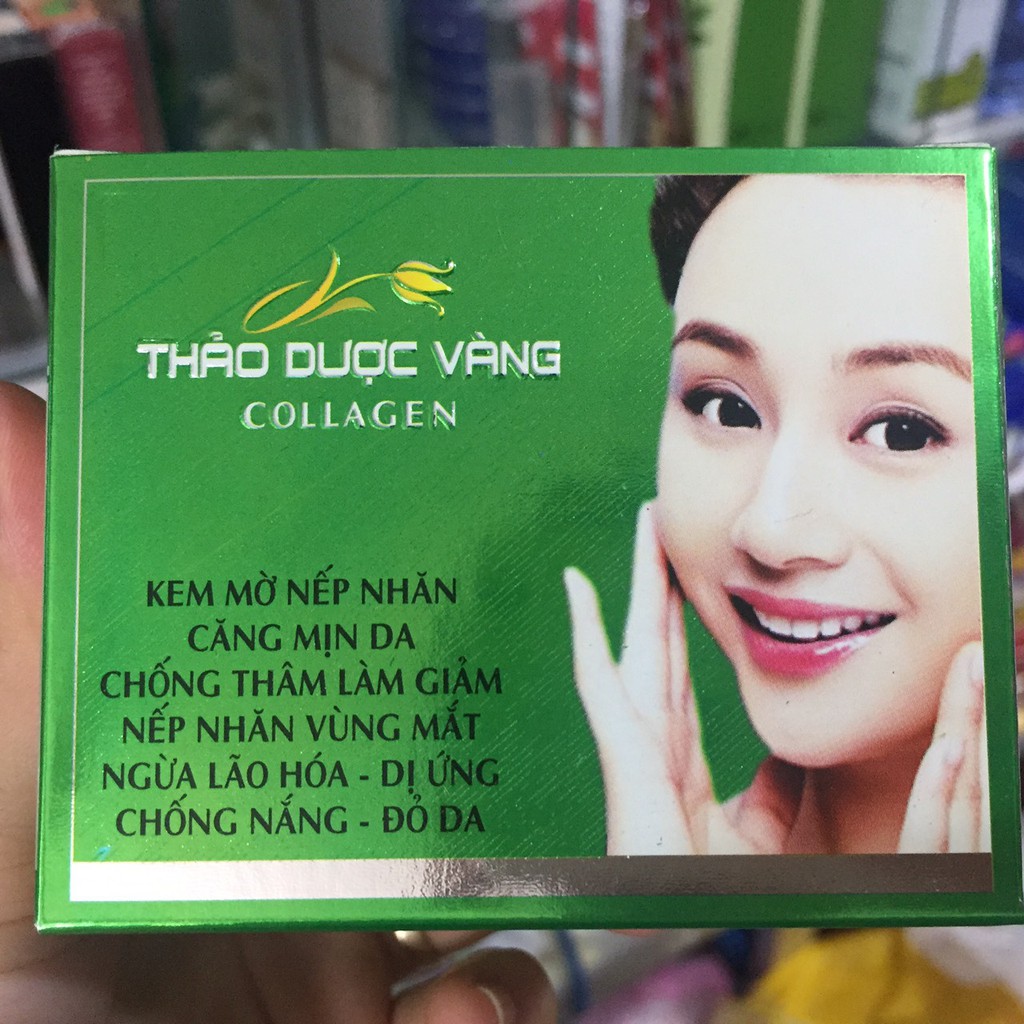 THẢO DƯỢC VÀNG
COLLAGEN
KEM MỜ NẾP NHĂN
CĂNG MỊN DA
CHỐNG THÂM LÀM GIẢM
NẾP NHĂN VÙNG MẮT
NGỪA LÃO HÓA - DỊ ỨNG
CHỐNG NẮNG - ĐỎ DA